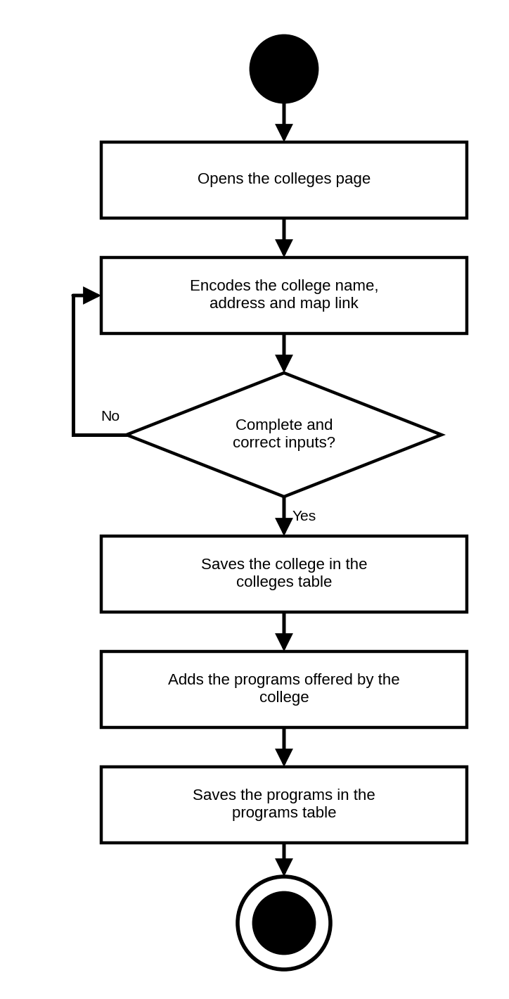 Opens the colleges page
Encodes the college name,
address and map link
Complete and
correct inputs?
No
Yes
Saves the college in the
colleges table
Adds the programs offered by the
college
Saves the programs in the
programs table